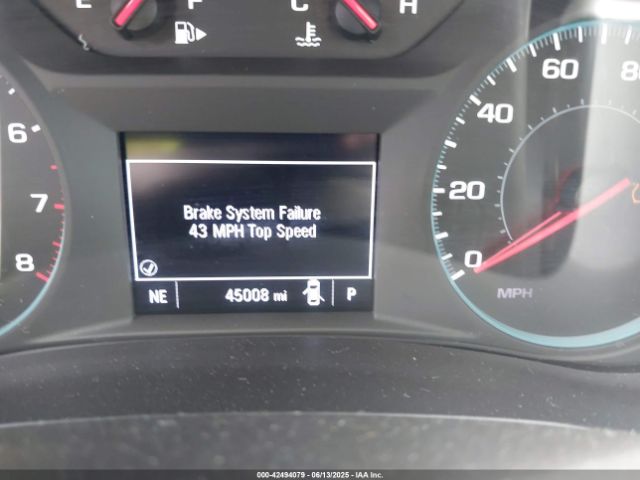 E F C H
6
7
8
Brake System Failure
43 MPH Top Speed
NE 45008 mi P
80
60
40
20
0
MPH
000-42494079 | 06/13/2025 | IAA Inc.